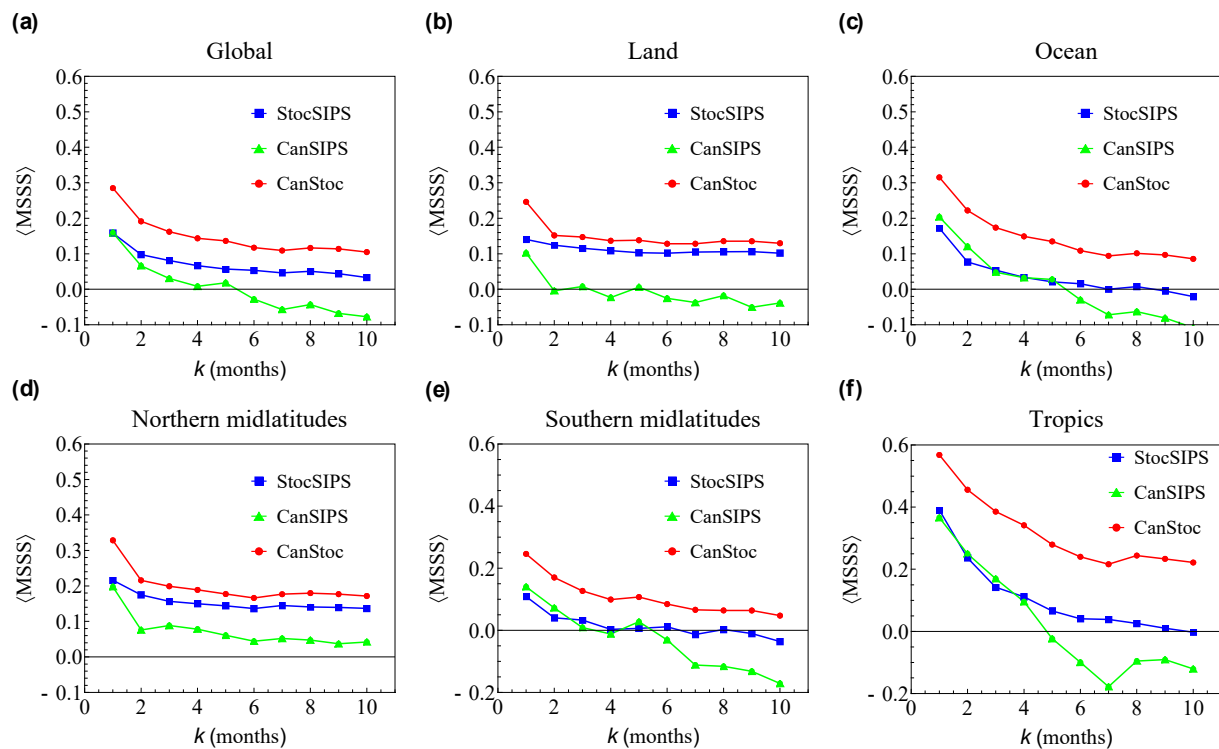 (a)
Global
0.6
0.5
0.4
0.3
0.2
0.1
0.0
- 0.1
⟨MSSS⟩
StocSIPS
CanSIPS
CanStoc
0 2 4 6 8 10
k (months)
(b)
Land
0.6
0.5
0.4
0.3
0.2
0.1
0.0
- 0.1
⟨MSSS⟩
StocSIPS
CanSIPS
CanStoc
0 2 4 6 8 10
k (months)
(c)
Ocean
0.6
0.5
0.4
0.3
0.2
0.1
0.0
- 0.1
⟨MSSS⟩
StocSIPS
CanSIPS
CanStoc
0 2 4 6 8 10
k (months)
(d)
Northern midlatitudes
0.6
0.5
0.4
0.3
0.2
0.1
0.0
- 0.1
⟨MSSS⟩
StocSIPS
CanSIPS
CanStoc
0 2 4 6 8 10
k (months)
(e)
Southern midlatitudes
0.6
0.4
0.2
0.0
- 0.2
⟨MSSS⟩
StocSIPS
CanSIPS
CanStoc
0 2 4 6 8 10
k (months)
(f)
Tropics
0.6
0.4
0.2
0.0
- 0.2
⟨MSSS⟩
StocSIPS
CanSIPS
CanStoc
0 2 4 6 8 10
k (months)